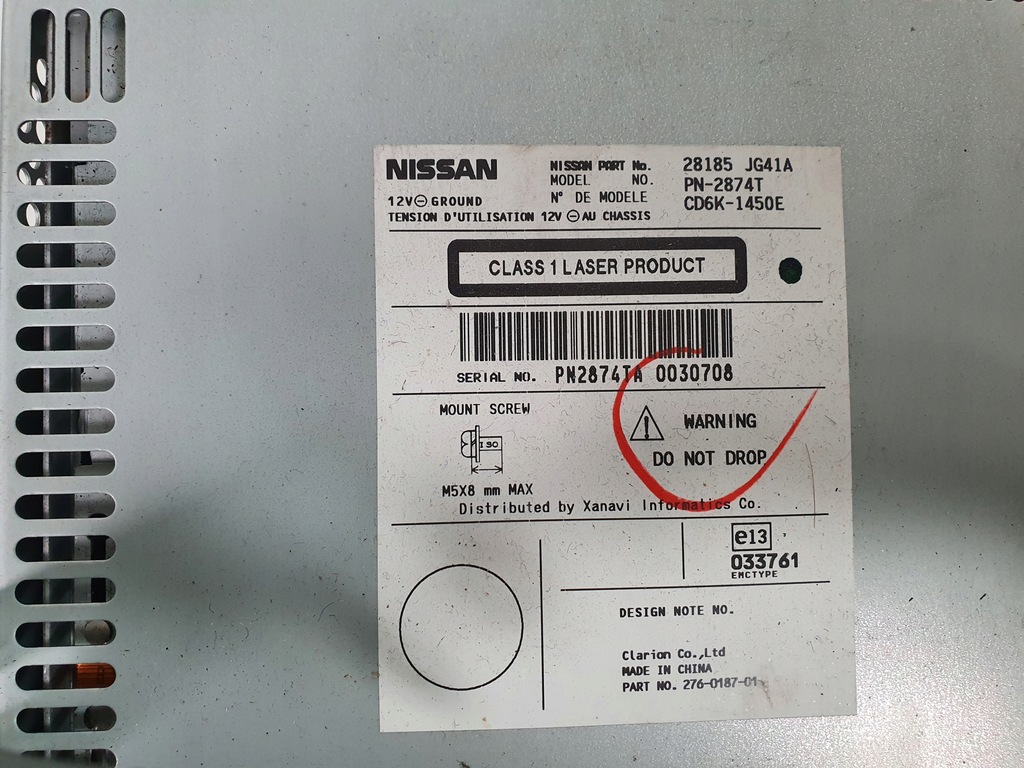 NISSAN
NISSAN PART No. 28185 JG41A
MODEL NO. PN-2874T
N° DE MODELE CD6K-1450E
12V⊖GROUND
TENSION D'UTILISATION 12V ⊖ AU CHASSIS
CLASS 1 LASER PRODUCT
SERIAL NO. PN2874TA 0030708
MOUNT SCREW
ISO
M5X8 mm MAX
WARNING
DO NOT DROP
Distributed by Xanavi Informatics Co.
e13
033761
EMCTYPE
DESIGN NOTE NO.
Clarion Co.,Ltd
MADE IN CHINA
PART NO. 276-0187-01